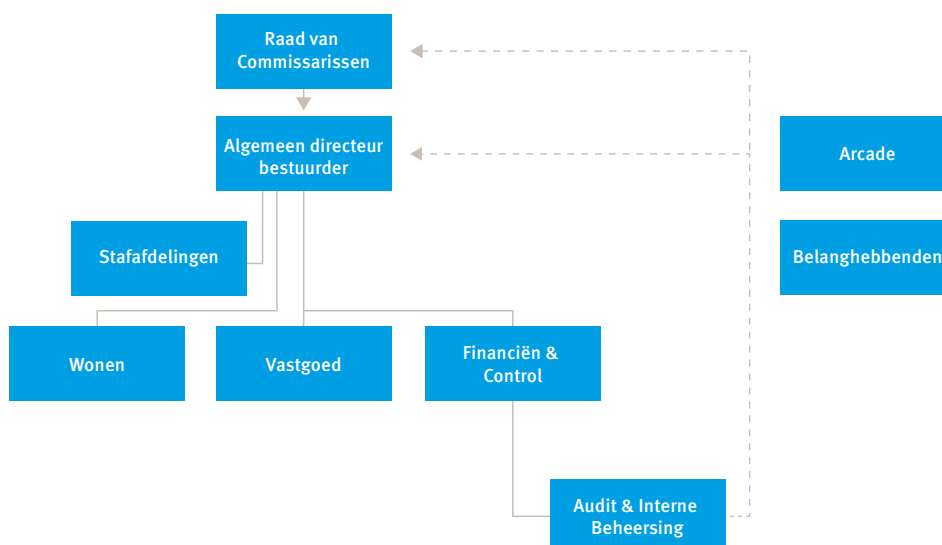 Raad van
Commissarissen
Algemeen directeur
bestuurder
Arcade
Stafafdelingen
Belanghebbenden
Wonen
Vastgoed
Financiën &
Control
Audit & Interne
Beheersing